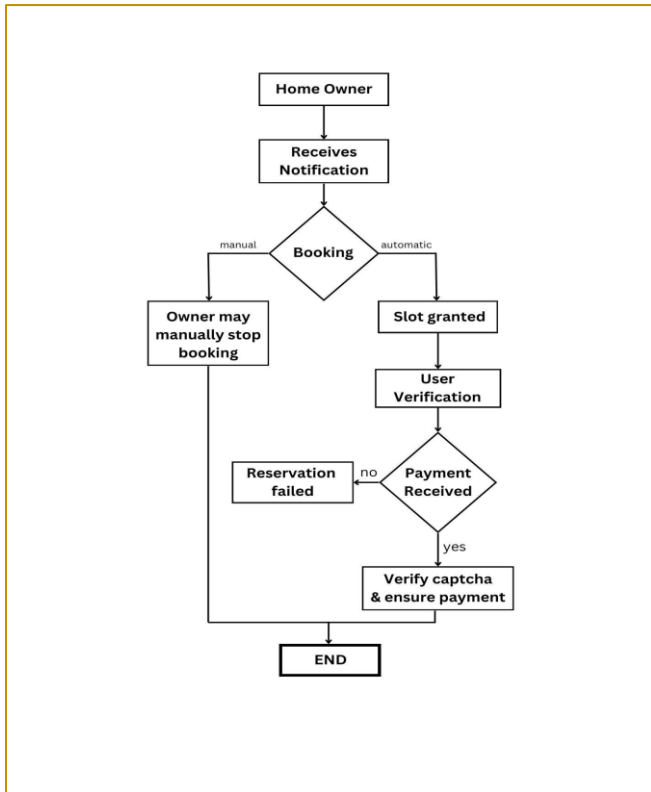 Home Owner
Receives
Notification
manual
Booking
automatic
Owner may
manually stop
booking
Slot granted
User
Verification
Reservation
failed
no
Payment
Received
yes
Verify captcha
& ensure payment
END